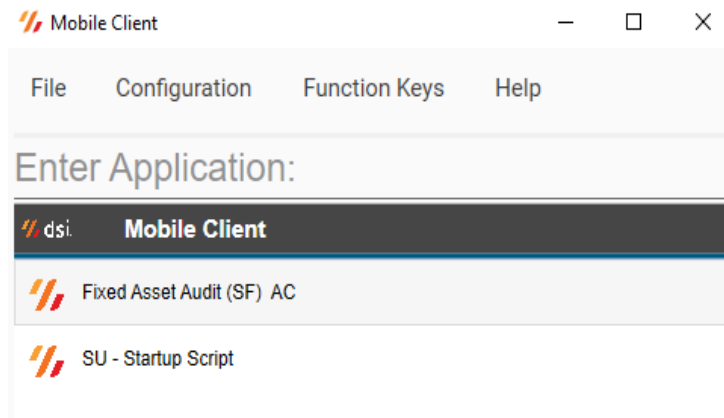 Mobile Client
File Configuration Function Keys Help
Enter Application:
dsi. Mobile Client
Fixed Asset Audit (SF) AC
SU - Startup Script